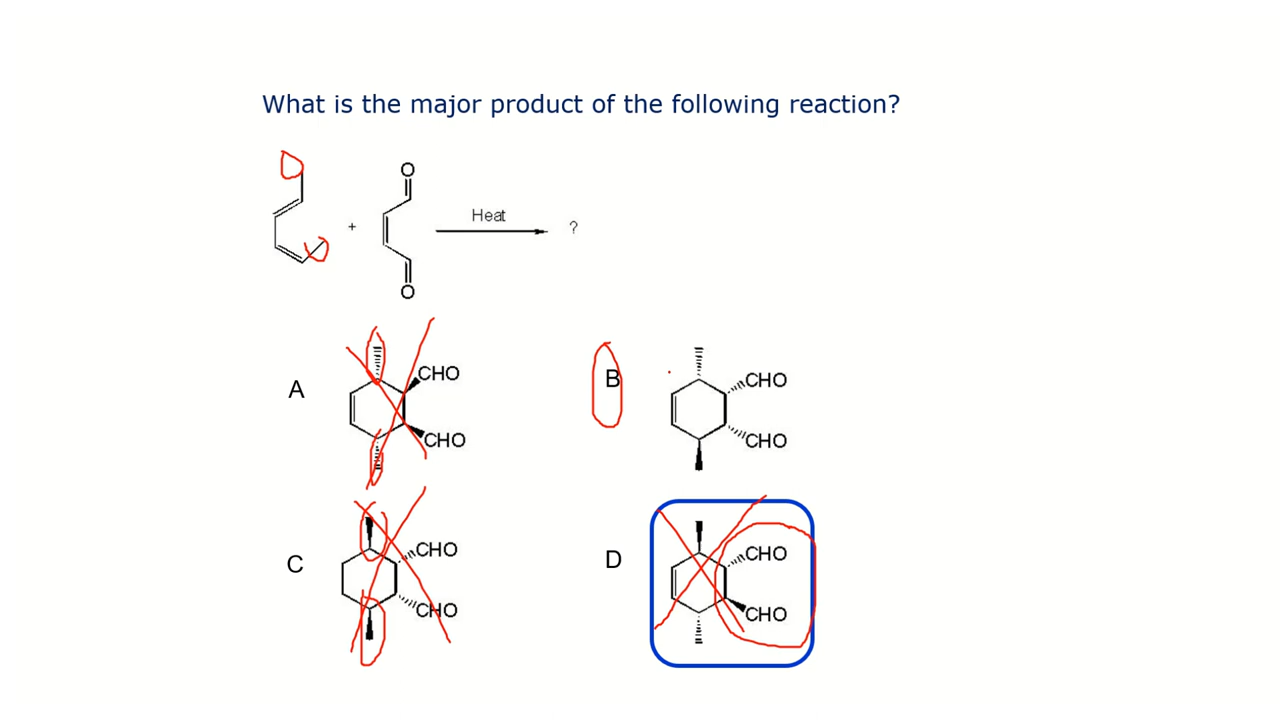 What is the major product of the following reaction?
O
+
Heat
?
O
A
CHO
CHO
B
CHO
CHO
C
CHO
CHO
D
CHO
CHO